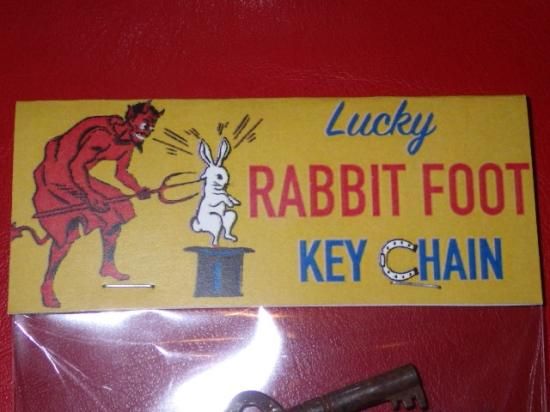 Lucky
RABBIT FOOT
KEY CHAIN